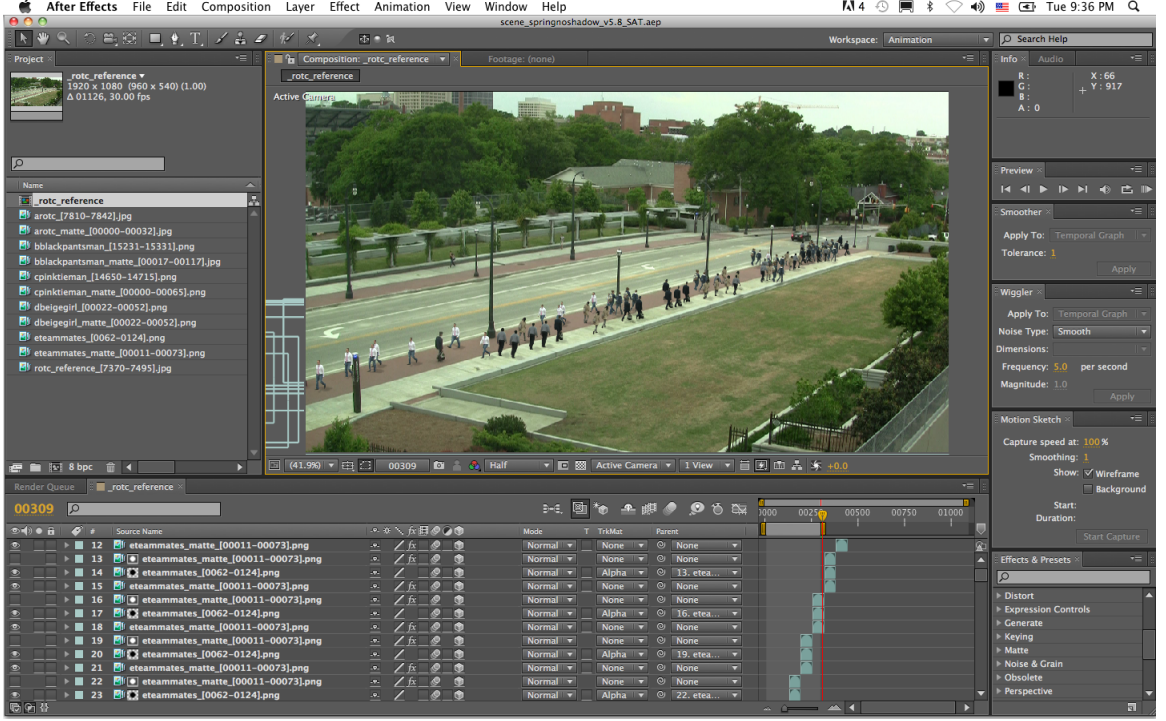 After Effects File Edit Composition Layer Effect Animation View Window Help 4 Tue 9:36 PM
scene_springnoshadow_v5.8_SAT.aep
Workspace: Animation Search Help
Project
_rotc_reference
1920 x 1080 (960 x 540) (1.00)
Δ 01126, 30.00 fps
Name
_rotc_reference
arotc_[7810-7842].jpg
arotc_matte_[00000-00032].jpg
bblackpantsman_[15231-15331].png
bblackpantsman_matte_[00017-00117].jpg
cpinktieman_[14650-14715].png
cpinktieman_matte_[00000-00065].png
dbeigegirl_[00022-00052].png
dbeigegirl_matte_[00022-00052].png
eteammates_[0062-0124].png
eteammates_matte_[00011-00073].png
rotc_reference_[7370-7495].jpg
8 bpc
Composition: _rotc_reference Footage: (none)
_rotc_reference
Active Camera
(41.9%) 00309 Half Active Camera 1 View +0.0
Info Audio
R : X : 66
G : Y : 917
B :
A : 0
Preview
Smoother
Apply To: Temporal Graph
Tolerance: 1
Apply
Wiggler
Apply To: Temporal Graph
Noise Type: Smooth
Dimensions:
Frequency: 5.0 per second
Magnitude: 1.0
Apply
Motion Sketch
Capture speed at: 100 %
Smoothing: 1
Show: Wireframe
Background
Start:
Duration:
Start Capture
Effects & Presets
Distort
Expression Controls
Generate
Keying
Matte
Noise & Grain
Obsolete
Perspective
Render Queue _rotc_reference
00309 00500 00750 01000
# Source Name fx Mode T TrkMat Parent
12 eteammates_matte_[00011-00073].png fx Normal None None
13 eteammates_matte_[00011-00073].png fx Normal None None
14 eteammates_[0062-0124].png Normal Alpha 13. etea...
15 eteammates_matte_[00011-00073].png fx Normal None None
16 eteammates_matte_[00011-00073].png fx Normal None None
17 eteammates_[0062-0124].png Normal Alpha 16. etea...
18 eteammates_matte_[00011-00073].png fx Normal None None
19 eteammates_matte_[00011-00073].png fx Normal None None
20 eteammates_[0062-0124].png Normal Alpha 19. etea...
21 eteammates_matte_[00011-00073].png fx Normal None None
22 eteammates_matte_[00011-00073].png fx Normal None None
23 eteammates_[0062-0124].png Normal Alpha 22. etea...